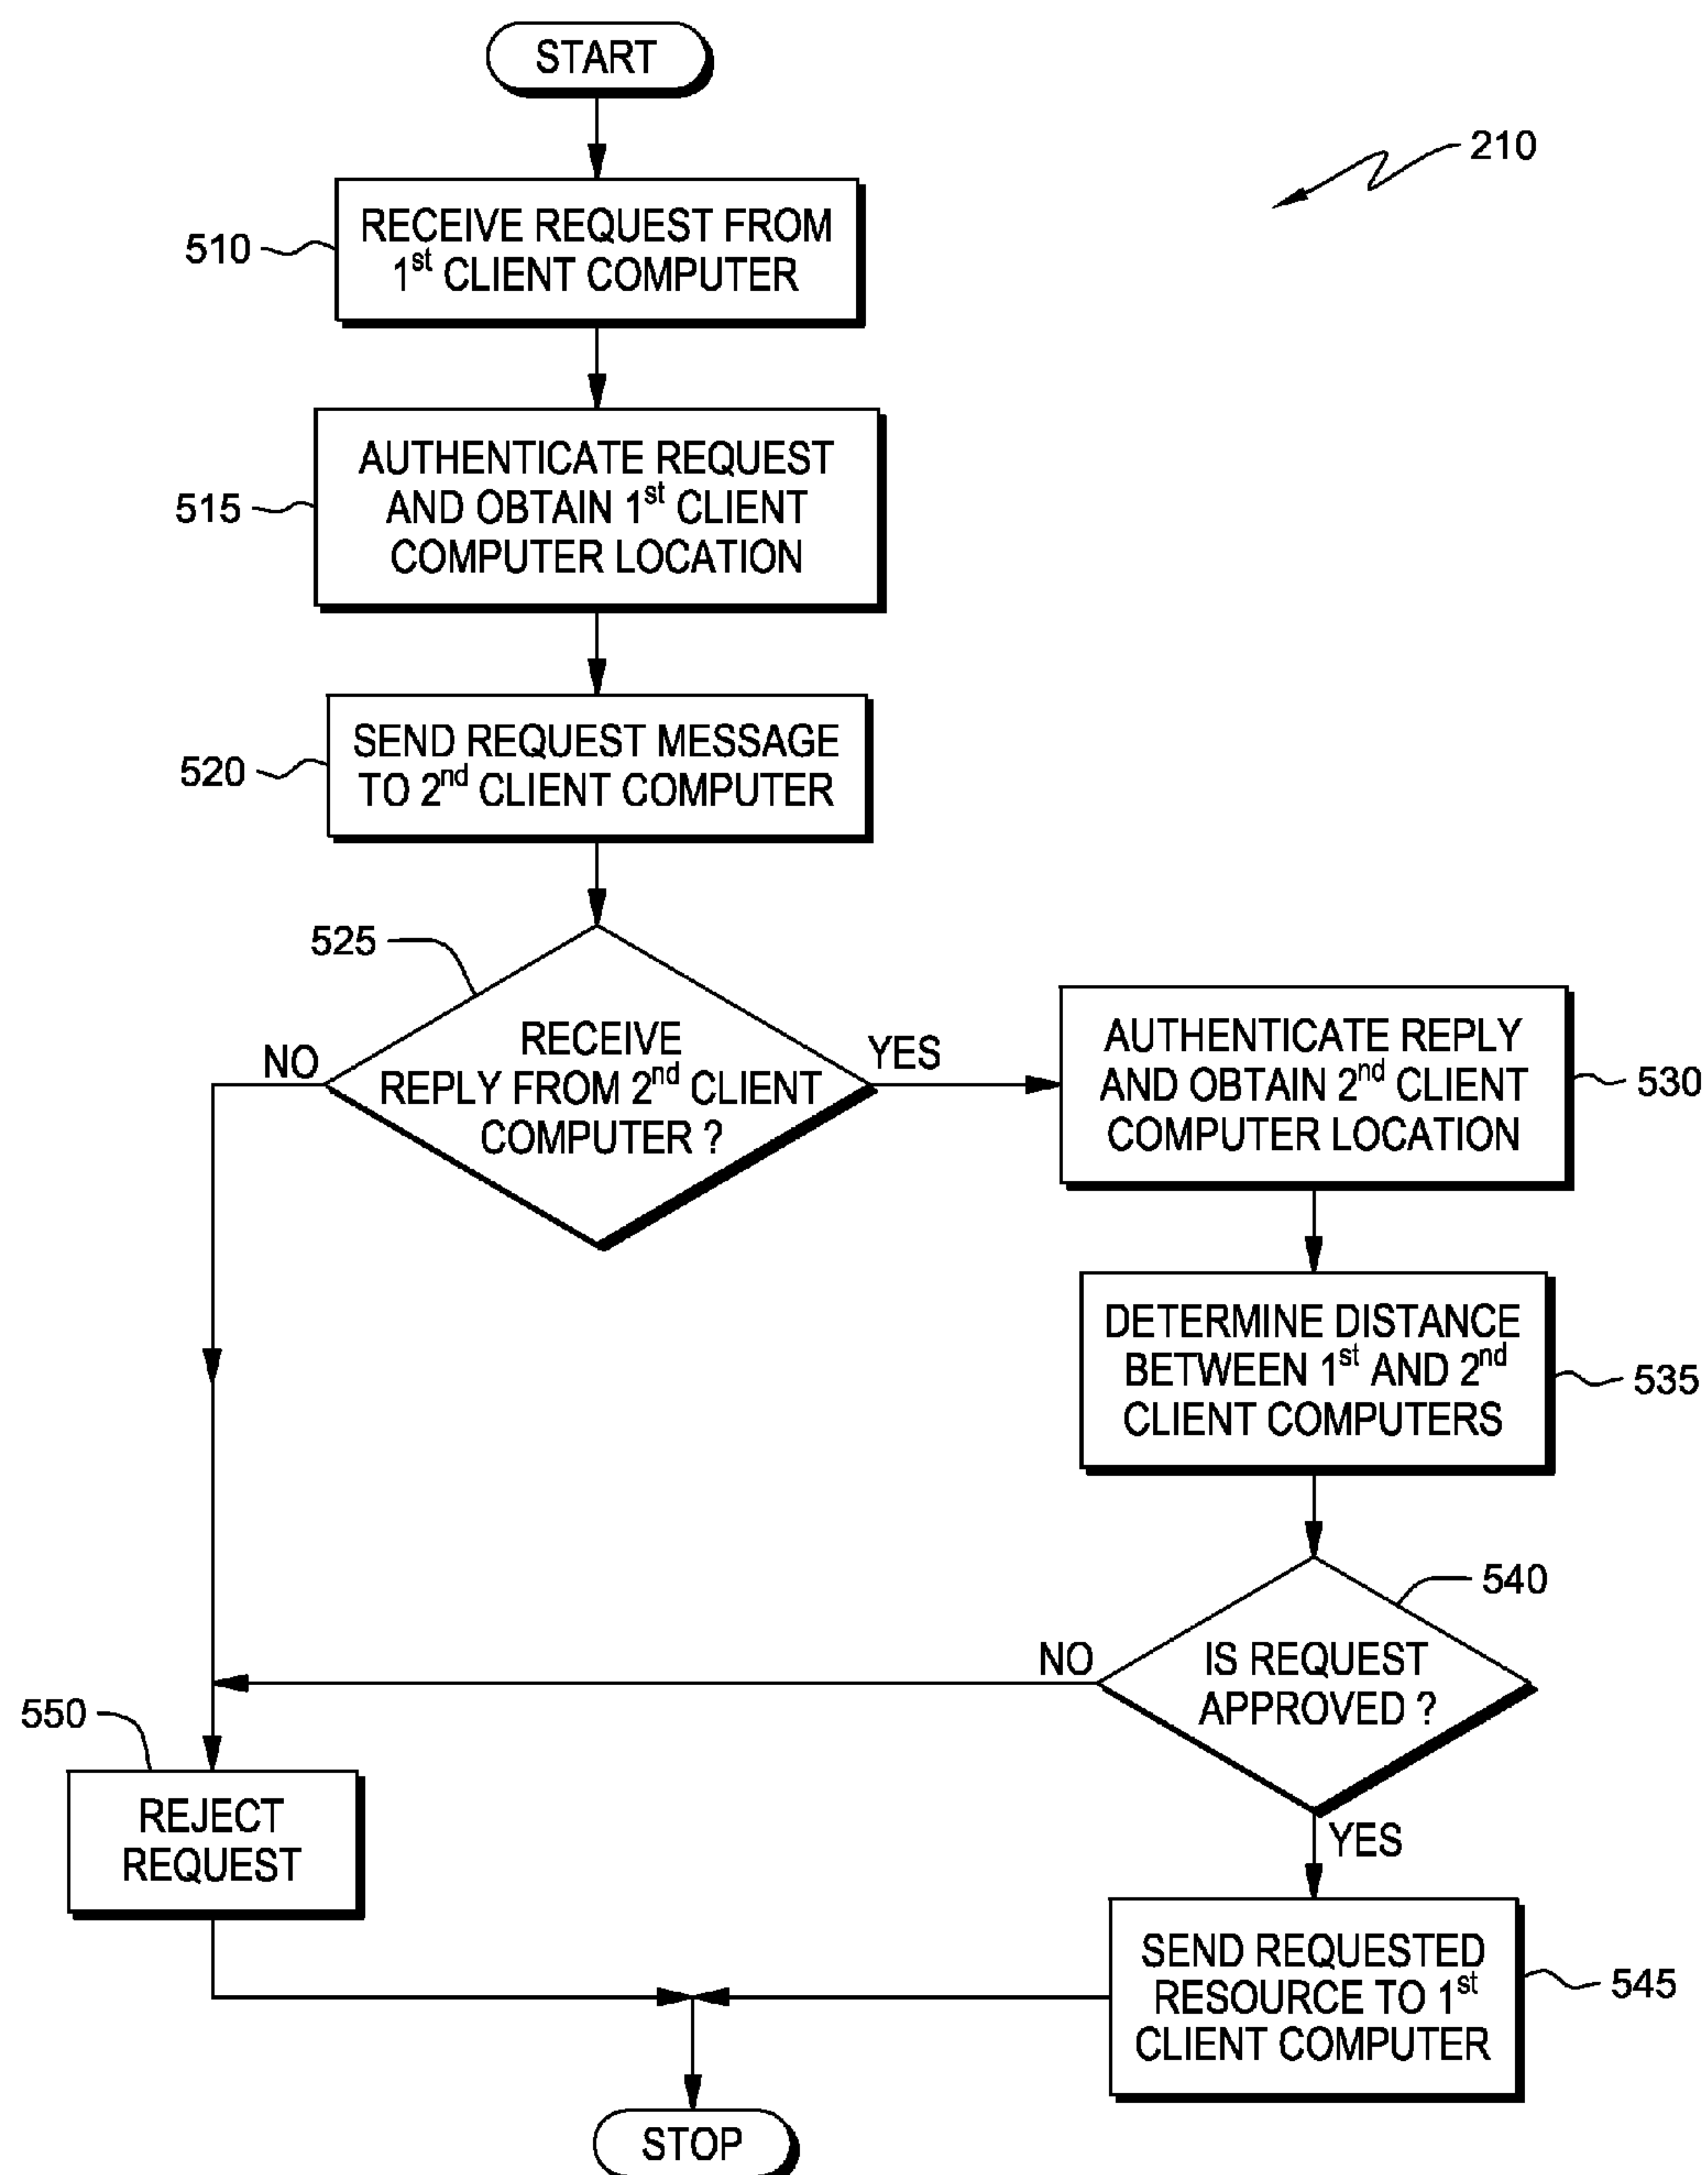 START
210
510
RECEIVE REQUEST FROM
1st CLIENT COMPUTER
515
AUTHENTICATE REQUEST
AND OBTAIN 1st CLIENT
COMPUTER LOCATION
520
SEND REQUEST MESSAGE
TO 2nd CLIENT COMPUTER
525
RECEIVE
REPLY FROM 2nd CLIENT
COMPUTER ?
NO
YES
AUTHENTICATE REPLY
AND OBTAIN 2nd CLIENT
COMPUTER LOCATION
530
DETERMINE DISTANCE
BETWEEN 1st AND 2nd
CLIENT COMPUTERS
535
540
IS REQUEST
APPROVED ?
NO
YES
550
REJECT
REQUEST
SEND REQUESTED
RESOURCE TO 1st
CLIENT COMPUTER
545
STOP